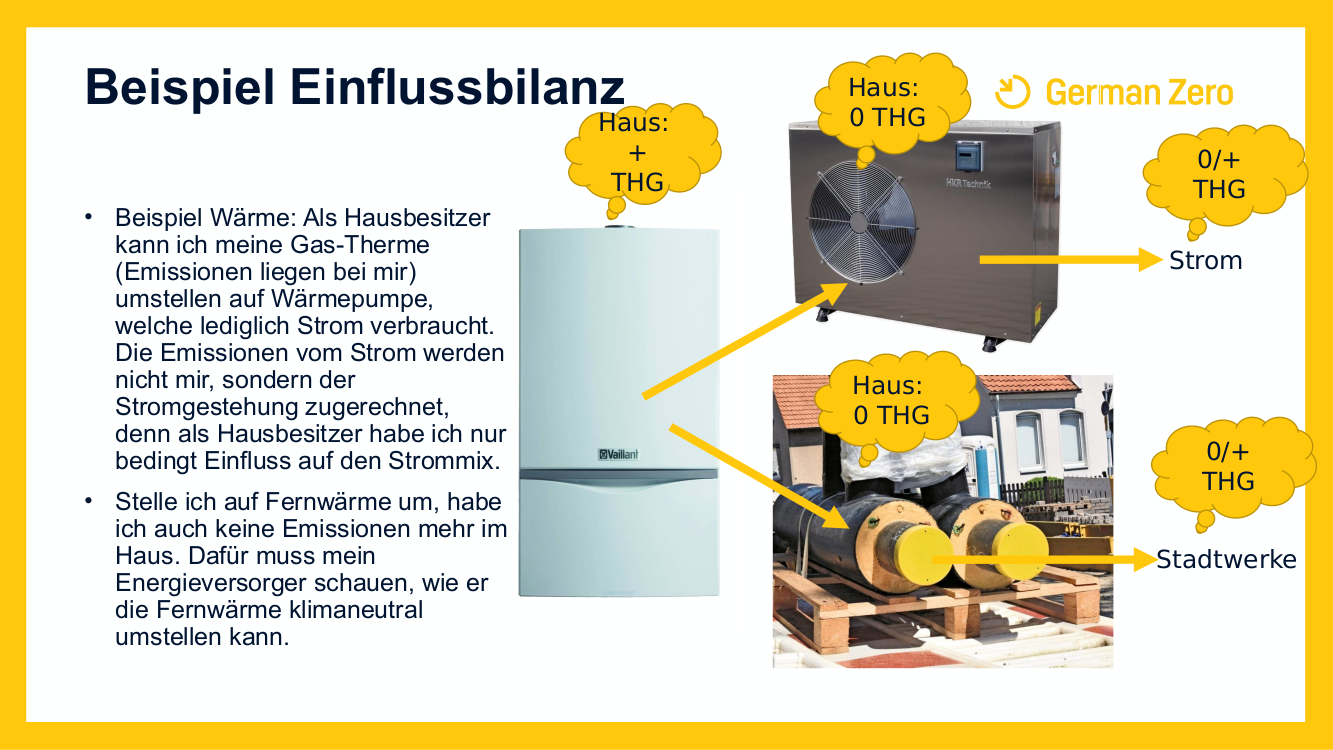 Beispiel Einflussbilanz
German Zero
• Beispiel Wärme: Als Hausbesitzer
kann ich meine Gas-Therme
(Emissionen liegen bei mir)
umstellen auf Wärmepumpe,
welche lediglich Strom verbraucht.
Die Emissionen vom Strom werden
nicht mir, sondern der
Stromgestehung zugerechnet,
denn als Hausbesitzer habe ich nur
bedingt Einfluss auf den Strommix.
• Stelle ich auf Fernwärme um, habe
ich auch keine Emissionen mehr im
Haus. Dafür muss mein
Energieversorger schauen, wie er
die Fernwärme klimaneutral
umstellen kann.
Haus:
+
THG
Vaillant
Haus:
0 THG
HKR Technik
0/+
THG
Strom
Haus:
0 THG
0/+
THG
Stadtwerke